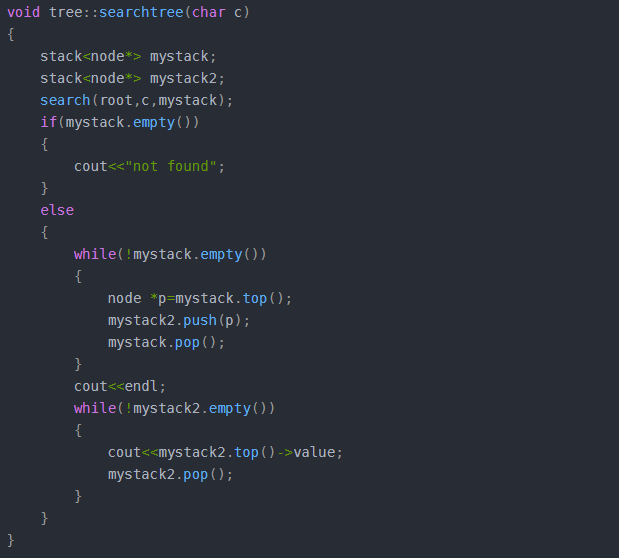 void tree::searchtree(char c)
{
    stack<node*> mystack;
    stack<node*> mystack2;
    search(root,c,mystack);
    if(mystack.empty())
    {
        cout<<"not found";
    }
    else
    {
        while(!mystack.empty())
        {
            node *p=mystack.top();
            mystack2.push(p);
            mystack.pop();
        }
        cout<<endl;
        while(!mystack2.empty())
        {
            cout<<mystack2.top()->value;
            mystack2.pop();
        }
    }
}